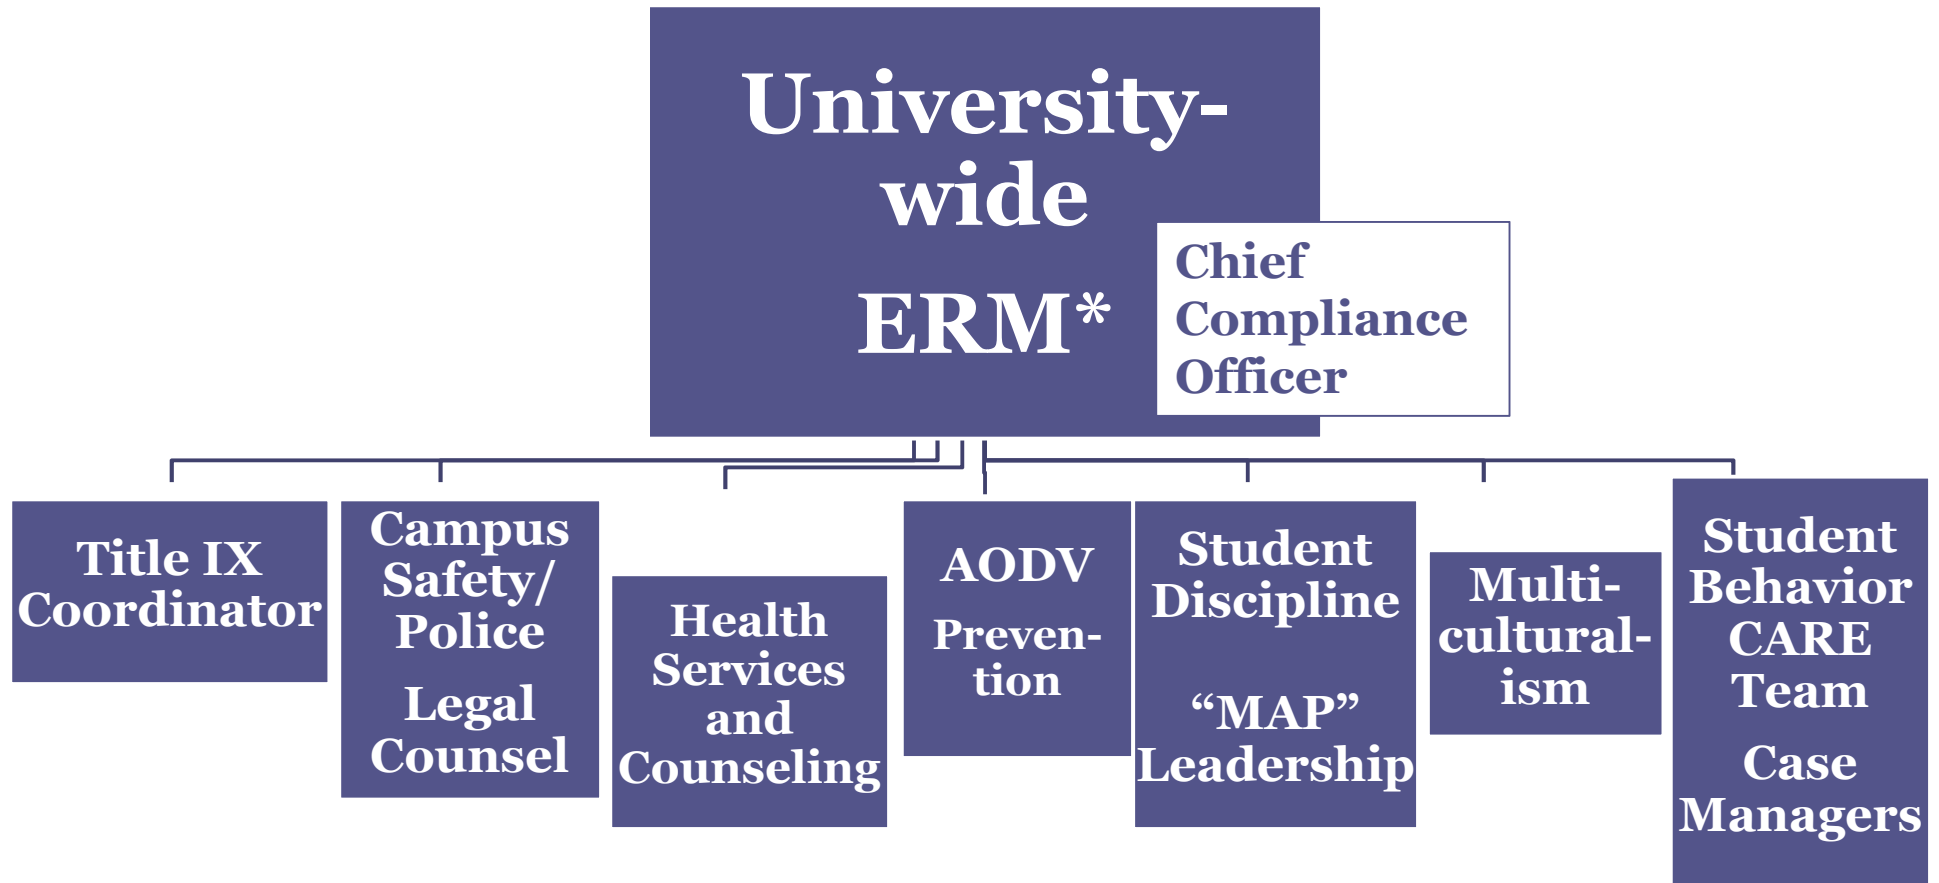 University-
wide
ERM*
Chief
Compliance
Officer
Title IX
Coordinator
Campus
Safety/
Police
Legal
Counsel
Health
Services
and
Counseling
AODV
Preven-
tion
Student
Discipline
“MAP”
Leadership
Multi-
cultural-
ism
Student
Behavior
CARE
Team
Case
Managers